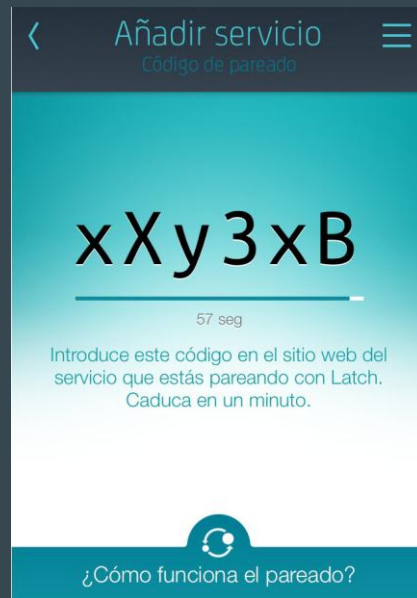 Añadir servicio
Código de pareado
xXy3xB
57 seg
Introduce este código en el sitio web del
servicio que estás pareando con Latch.
Caduca en un minuto.
¿Cómo funciona el pareado?